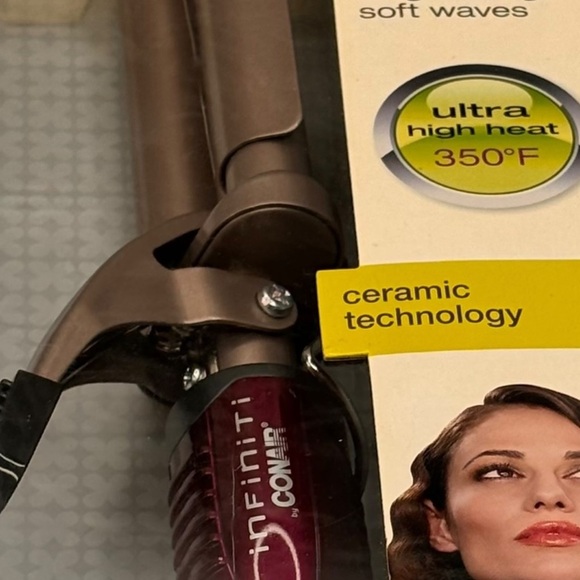 soft waves
ultra
high heat
350°F
ceramic
technology
INFINITI
by CONAIR®